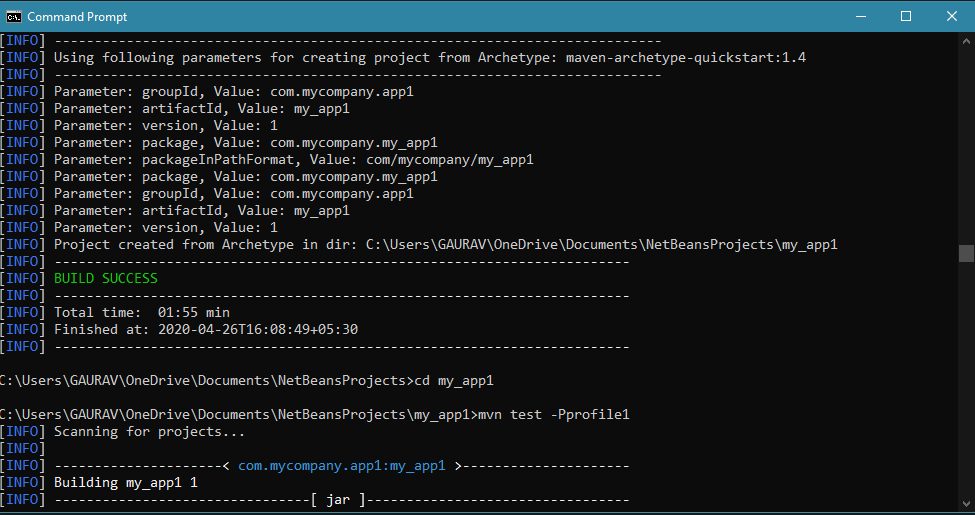 Command Prompt
[INFO] ----------------------------------------------------------------------------
[INFO] Using following parameters for creating project from Archetype: maven-archetype-quickstart:1.4
[INFO] ----------------------------------------------------------------------------
[INFO] Parameter: groupId, Value: com.mycompany.app1
[INFO] Parameter: artifactId, Value: my_app1
[INFO] Parameter: version, Value: 1
[INFO] Parameter: package, Value: com.mycompany.my_app1
[INFO] Parameter: packageInPathFormat, Value: com/mycompany/my_app1
[INFO] Parameter: package, Value: com.mycompany.my_app1
[INFO] Parameter: groupId, Value: com.mycompany.app1
[INFO] Parameter: artifactId, Value: my_app1
[INFO] Parameter: version, Value: 1
[INFO] Project created from Archetype in dir: C:\Users\GAURAV\OneDrive\Documents\NetBeansProjects\my_app1
[INFO] ------------------------------------------------------------------------
[INFO] BUILD SUCCESS
[INFO] ------------------------------------------------------------------------
[INFO] Total time:  01:55 min
[INFO] Finished at: 2020-04-26T16:08:49+05:30
[INFO] ------------------------------------------------------------------------
C:\Users\GAURAV\OneDrive\Documents\NetBeansProjects>cd my_app1
C:\Users\GAURAV\OneDrive\Documents\NetBeansProjects\my_app1>mvn test -Pprofile1
[INFO] Scanning for projects...
[INFO]
[INFO] ---------------------< com.mycompany.app1:my_app1 >---------------------
[INFO] Building my_app1 1
[INFO] --------------------------------[ jar ]---------------------------------